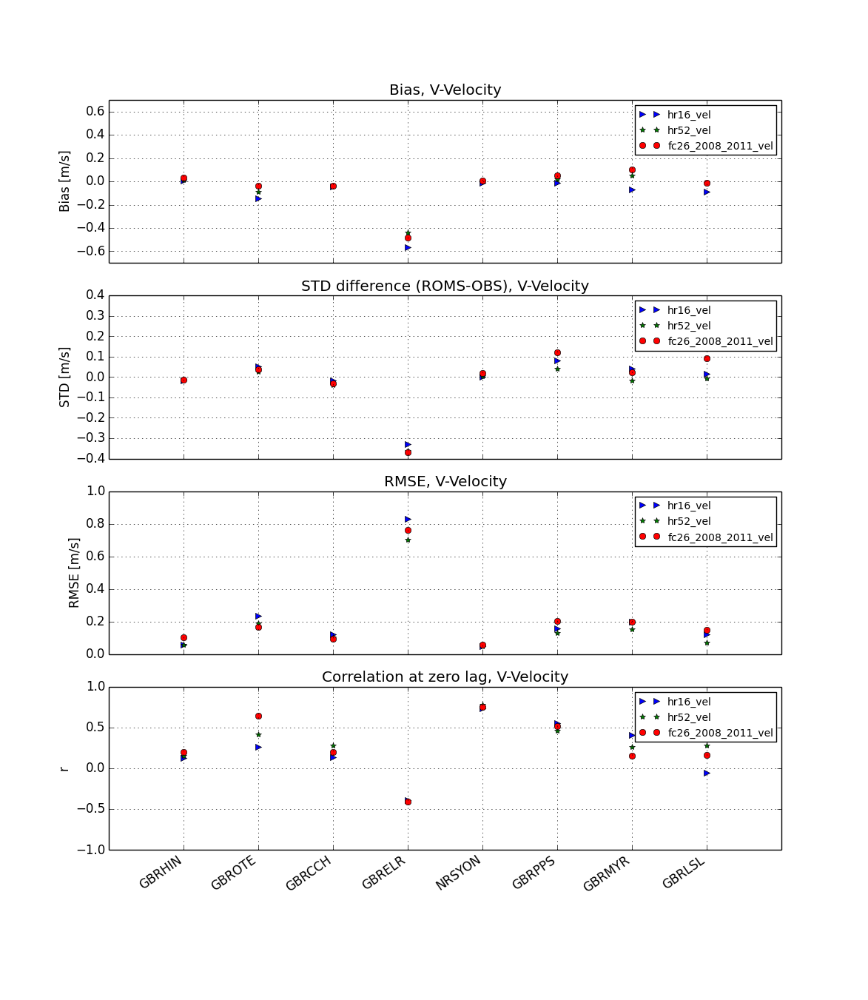 Bias, V-Velocity
Bias [m/s]
0.6
0.4
0.2
0.0
−0.2
−0.4
−0.6
hr16_vel
hr52_vel
fc26_2008_2011_vel
STD difference (ROMS-OBS), V-Velocity
STD [m/s]
0.4
0.3
0.2
0.1
0.0
−0.1
−0.2
−0.3
−0.4
hr16_vel
hr52_vel
fc26_2008_2011_vel
RMSE, V-Velocity
RMSE [m/s]
1.0
0.8
0.6
0.4
0.2
0.0
hr16_vel
hr52_vel
fc26_2008_2011_vel
Correlation at zero lag, V-Velocity
r
1.0
0.5
0.0
−0.5
−1.0
hr16_vel
hr52_vel
fc26_2008_2011_vel
GBRHIN
GBROTE
GBRCCH
GBRELR
NRSYON
GBRPPS
GBRMYR
GBRLSL